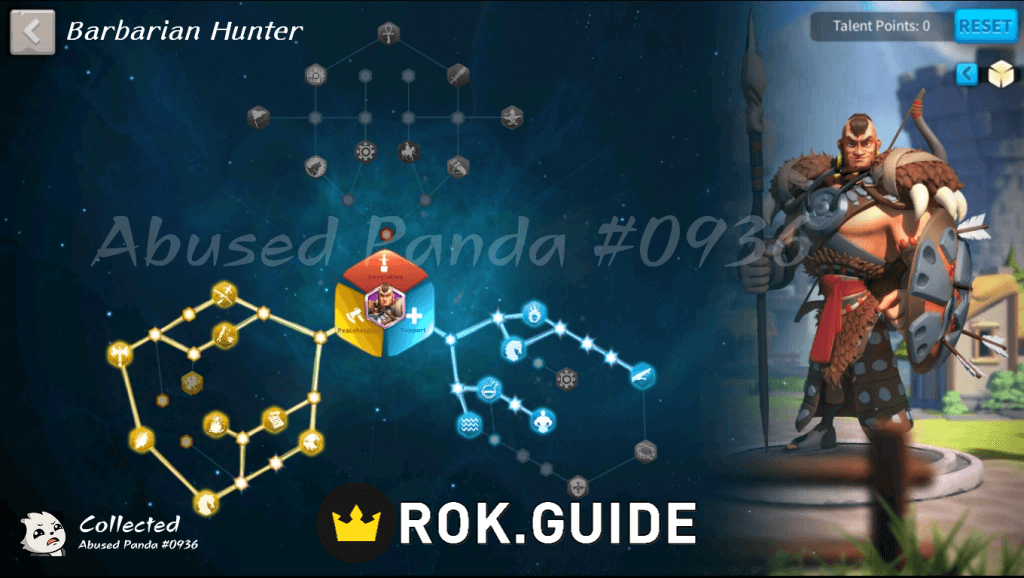 Barbarian Hunter
Talent Points: 0
RESET
Abused Panda #0936
Peacekeeping
Support
Collected
Abused Panda #0936
ROK.GUIDE